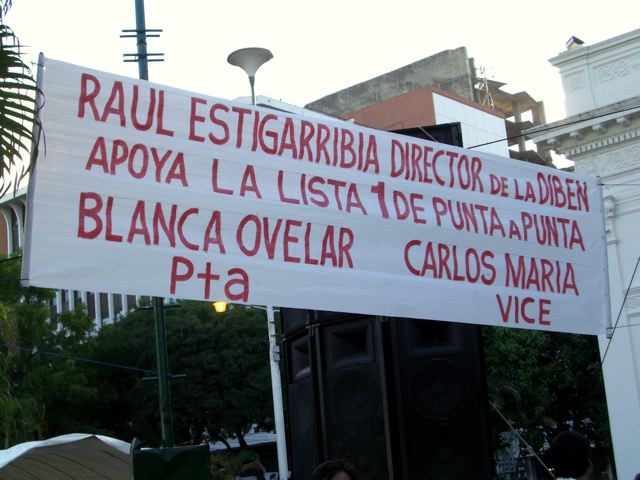 RAUL ESTIGARRIBIA DIRECTOR DE LA DIBEN
APOYA LA LISTA 1 DE PUNTA A PUNTA
BLANCA OVELAR CARLOS MARIA
Pta VICE